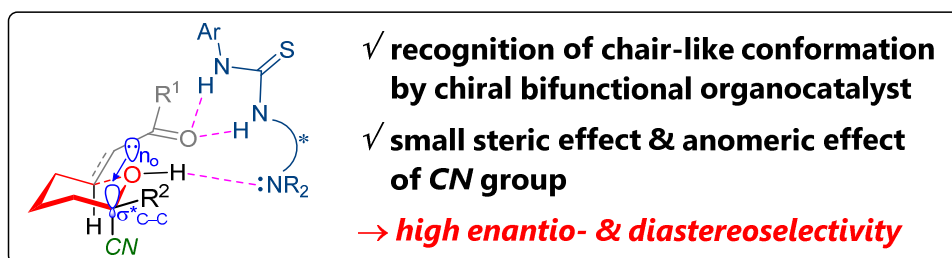 Ar
S
H
N
R1
O
H
N
*
nO
O
H
:NR2
R2
σ*C–C
H
CN
√ recognition of chair-like conformation
by chiral bifunctional organocatalyst
√ small steric effect & anomeric effect
of CN group
→ high enantio- & diastereoselectivity